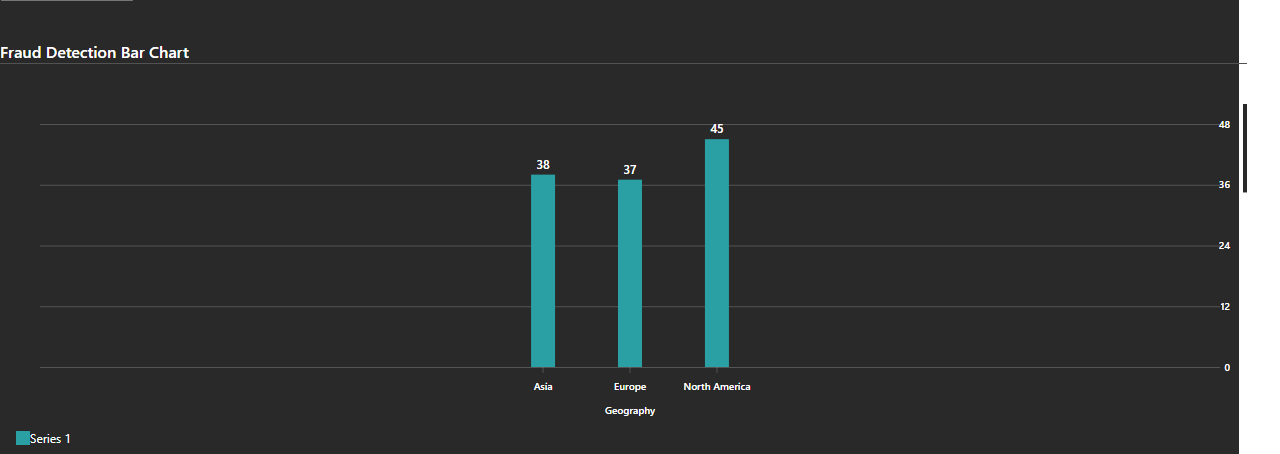 Fraud Detection Bar Chart
48
45
38
37
36
24
12
0
Asia Europe North America
Geography
Series 1